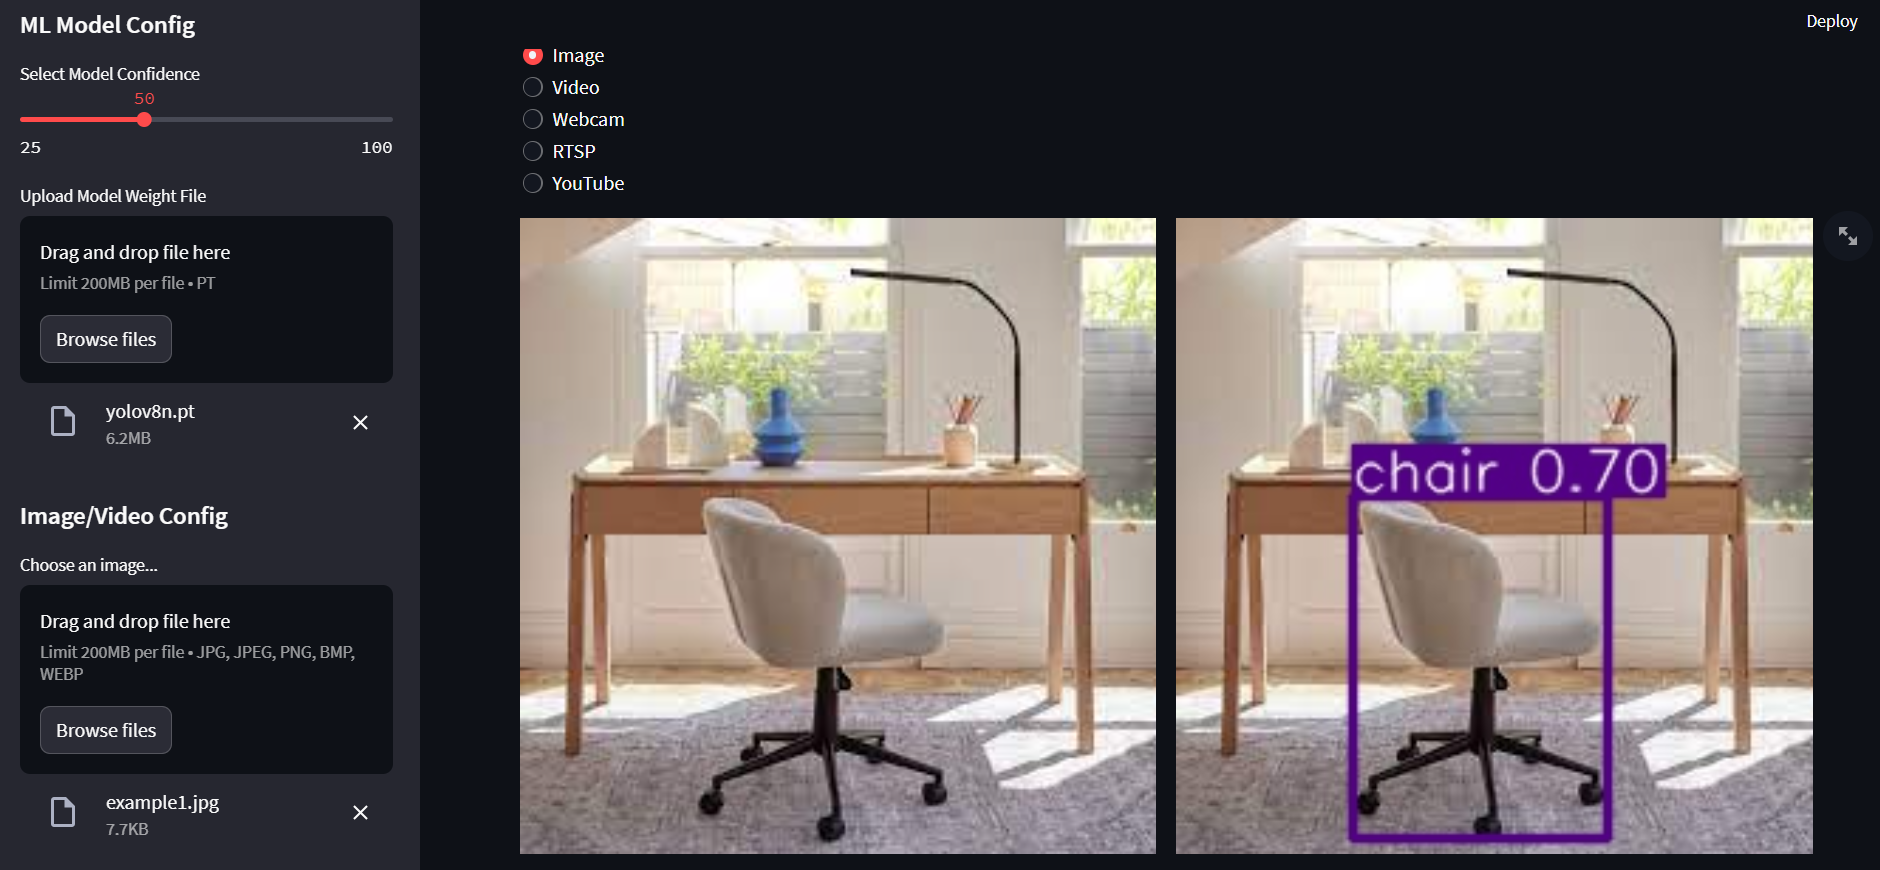 ML Model Config
Select Model Confidence
50
25
100
Upload Model Weight File
Drag and drop file here
Limit 200MB per file • PT
Browse files
yolov8n.pt
6.2MB
Image/Video Config
Choose an image...
Drag and drop file here
Limit 200MB per file • JPG, JPEG, PNG, BMP,
WEBP
Browse files
example1.jpg
7.7KB
Deploy
Image
Video
Webcam
RTSP
YouTube
chair 0.70